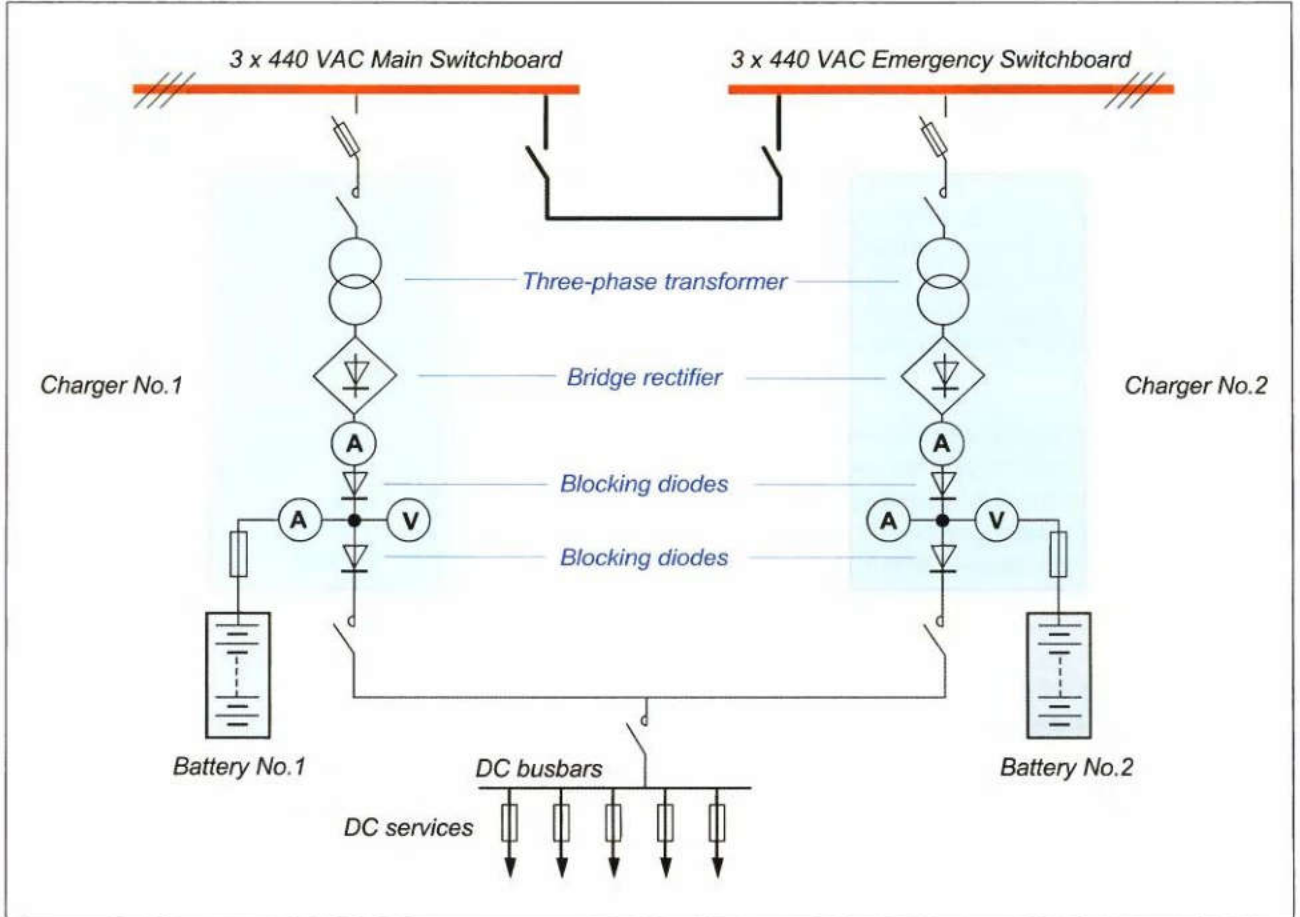 3 x 440 VAC Main Switchboard
3 x 440 VAC Emergency Switchboard
Three-phase transformer
Charger No.1
Bridge rectifier
Charger No.2
A
A
Blocking diodes
A
V
A
V
Blocking diodes
Battery No.1
Battery No.2
DC busbars
DC services